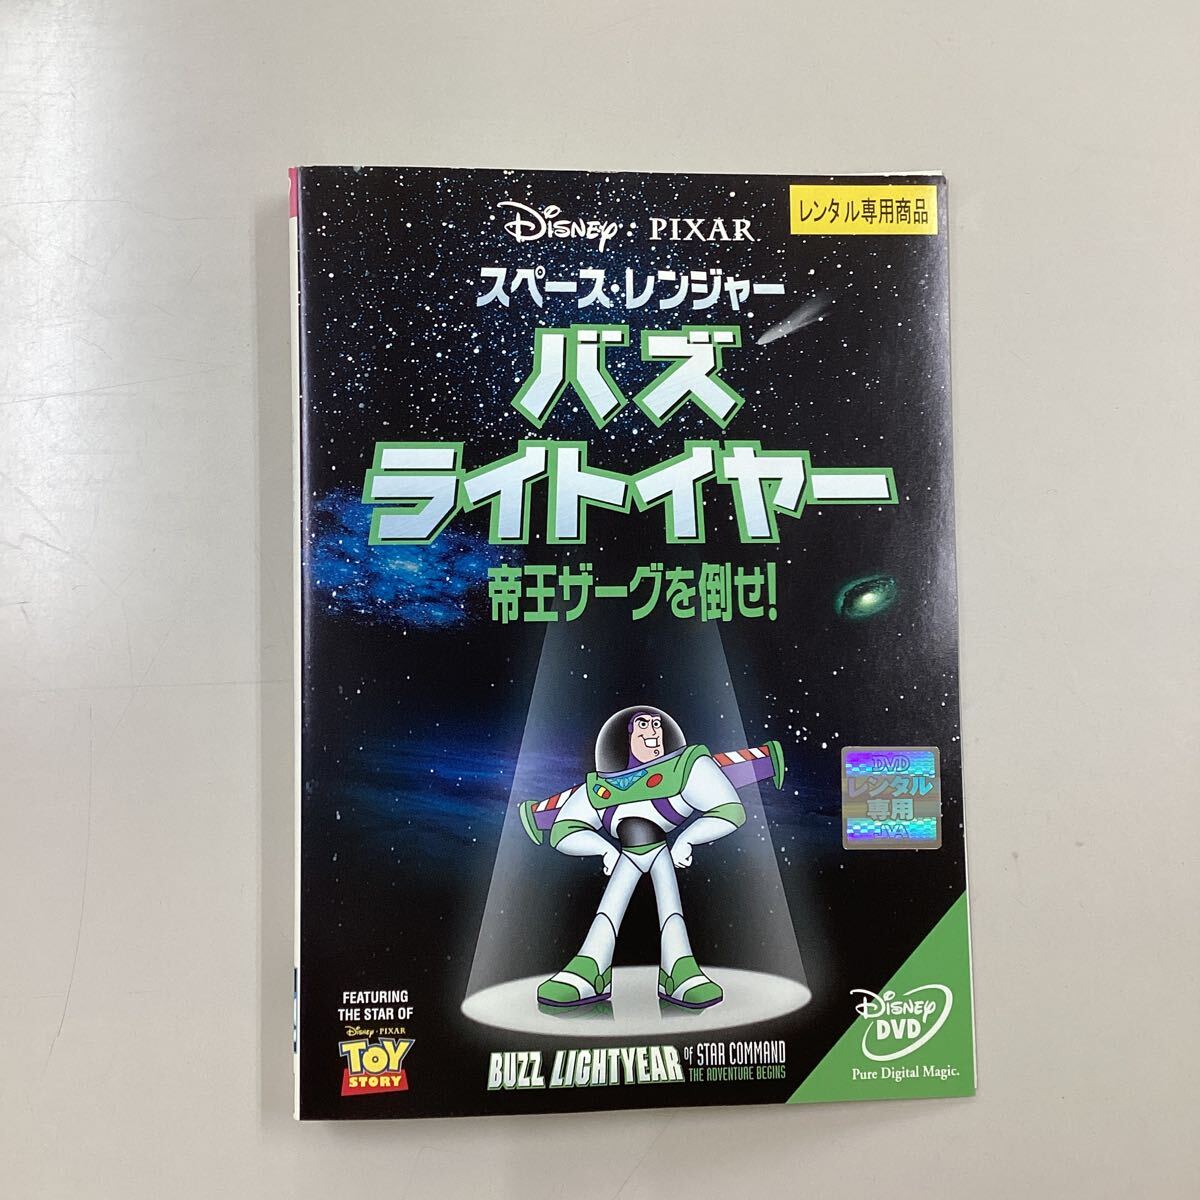 レンタル専用商品
DISNEY · PIXAR
スペース・レンジャー
バズ
ライトイヤー
帝王ザーグを倒せ!
DVD
レンタル
専用
JVA
FEATURING
THE STAR OF
Disney · PIXAR
TOY
STORY
BUZZ LIGHTYEAR OF STAR COMMAND
THE ADVENTURE BEGINS
DISNEY
DVD
Pure Digital Magic.